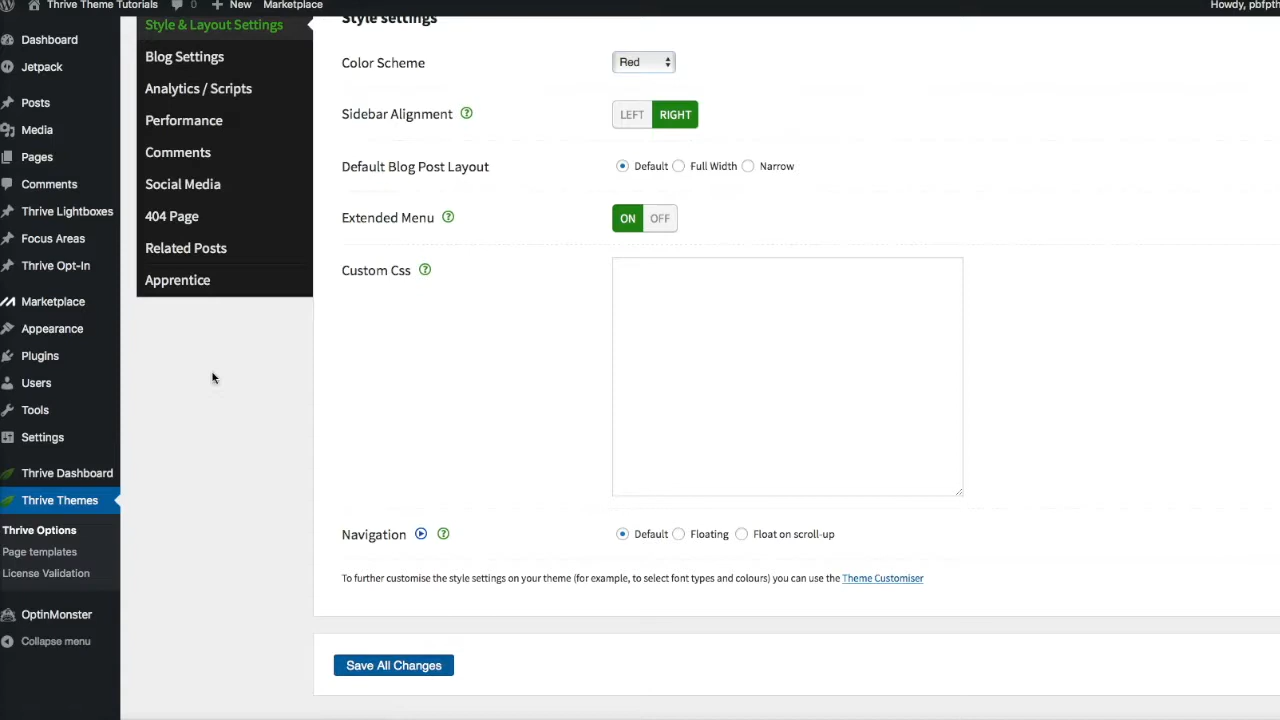 Thrive Theme Tutorials 0 New Marketplace Howdy, pbfpth
Dashboard
Jetpack
Posts
Media
Pages
Comments
Thrive Lightboxes
Focus Areas
Thrive Opt-In
Marketplace
Appearance
Plugins
Users
Tools
Settings
Thrive Dashboard
Thrive Themes
Thrive Options
Page templates
License Validation
OptinMonster
Collapse menu
Style & Layout Settings
Blog Settings
Analytics / Scripts
Performance
Comments
Social Media
404 Page
Related Posts
Apprentice
Style settings
Color Scheme Red
Sidebar Alignment ? LEFT RIGHT
Default Blog Post Layout Default Full Width Narrow
Extended Menu ? ON OFF
Custom Css ?
Navigation ? Default Floating Float on scroll-up
To further customise the style settings on your theme (for example, to select font types and colours) you can use the Theme Customiser
Save All Changes